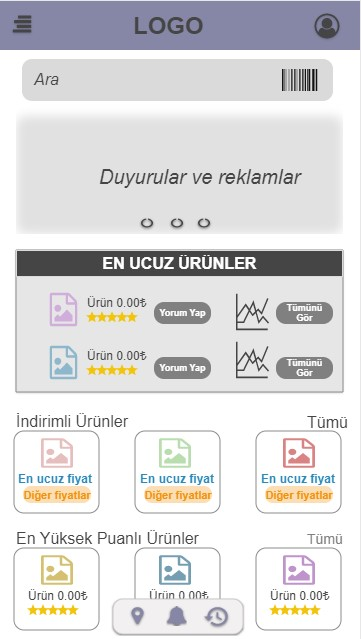 LOGO
Ara
Duyurular ve reklamlar
EN UCUZ ÜRÜNLER
Ürün 0.00₺
Yorum Yap
Tümünü
Gör
Ürün 0.00₺
Yorum Yap
Tümünü
Gör
İndirimli Ürünler
Tümü
En ucuz fiyat
Diğer fiyatlar
En ucuz fiyat
Diğer fiyatlar
En ucuz fiyat
Diğer fiyatlar
En Yüksek Puanlı Ürünler
Tümü
Ürün 0.00₺
Ürün 0.00₺
Ürün 0.00₺